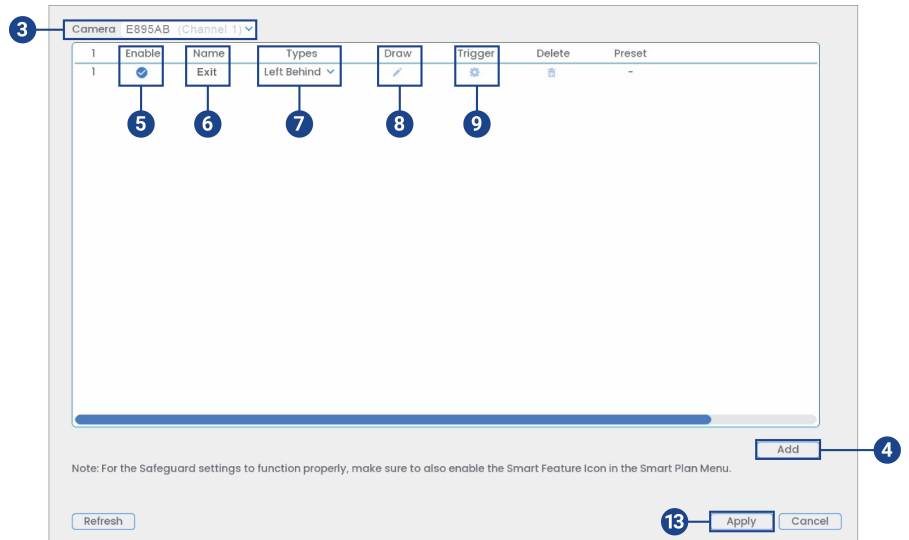 3 Camera E895AB (Channel 1)
1 Enable Name Types Draw Trigger Delete Preset
1 Exit Left Behind -
5 6 7 8 9
Add 4
Note: For the Safeguard settings to function properly, make sure to also enable the Smart Feature Icon in the Smart Plan Menu.
Refresh 13 Apply Cancel